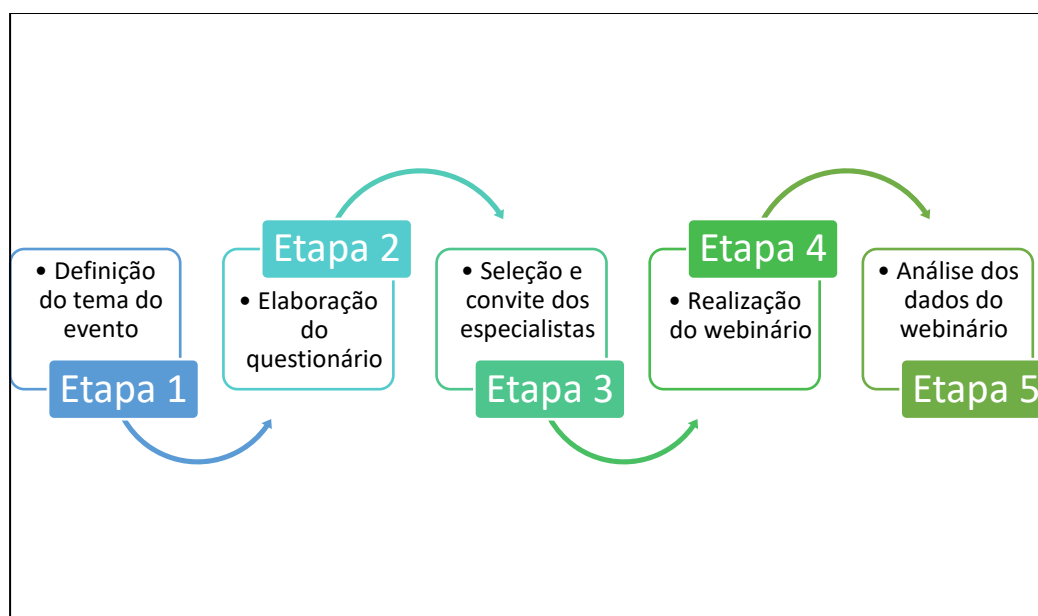 • Definição
do tema do
evento
Etapa 1
Etapa 2
• Elaboração
do
questionário
• Seleção e
convite dos
especialistas
Etapa 3
Etapa 4
• Realização
do webinário
• Análise dos
dados do
webinário
Etapa 5